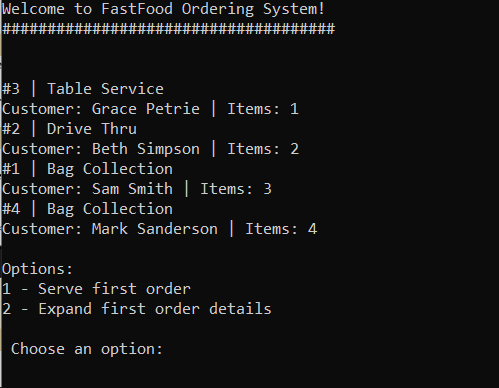 Welcome to FastFood Ordering System!
#####################################
#3 | Table Service
Customer: Grace Petrie | Items: 1
#2 | Drive Thru
Customer: Beth Simpson | Items: 2
#1 | Bag Collection
Customer: Sam Smith | Items: 3
#4 | Bag Collection
Customer: Mark Sanderson | Items: 4
Options:
1 - Serve first order
2 - Expand first order details
Choose an option: